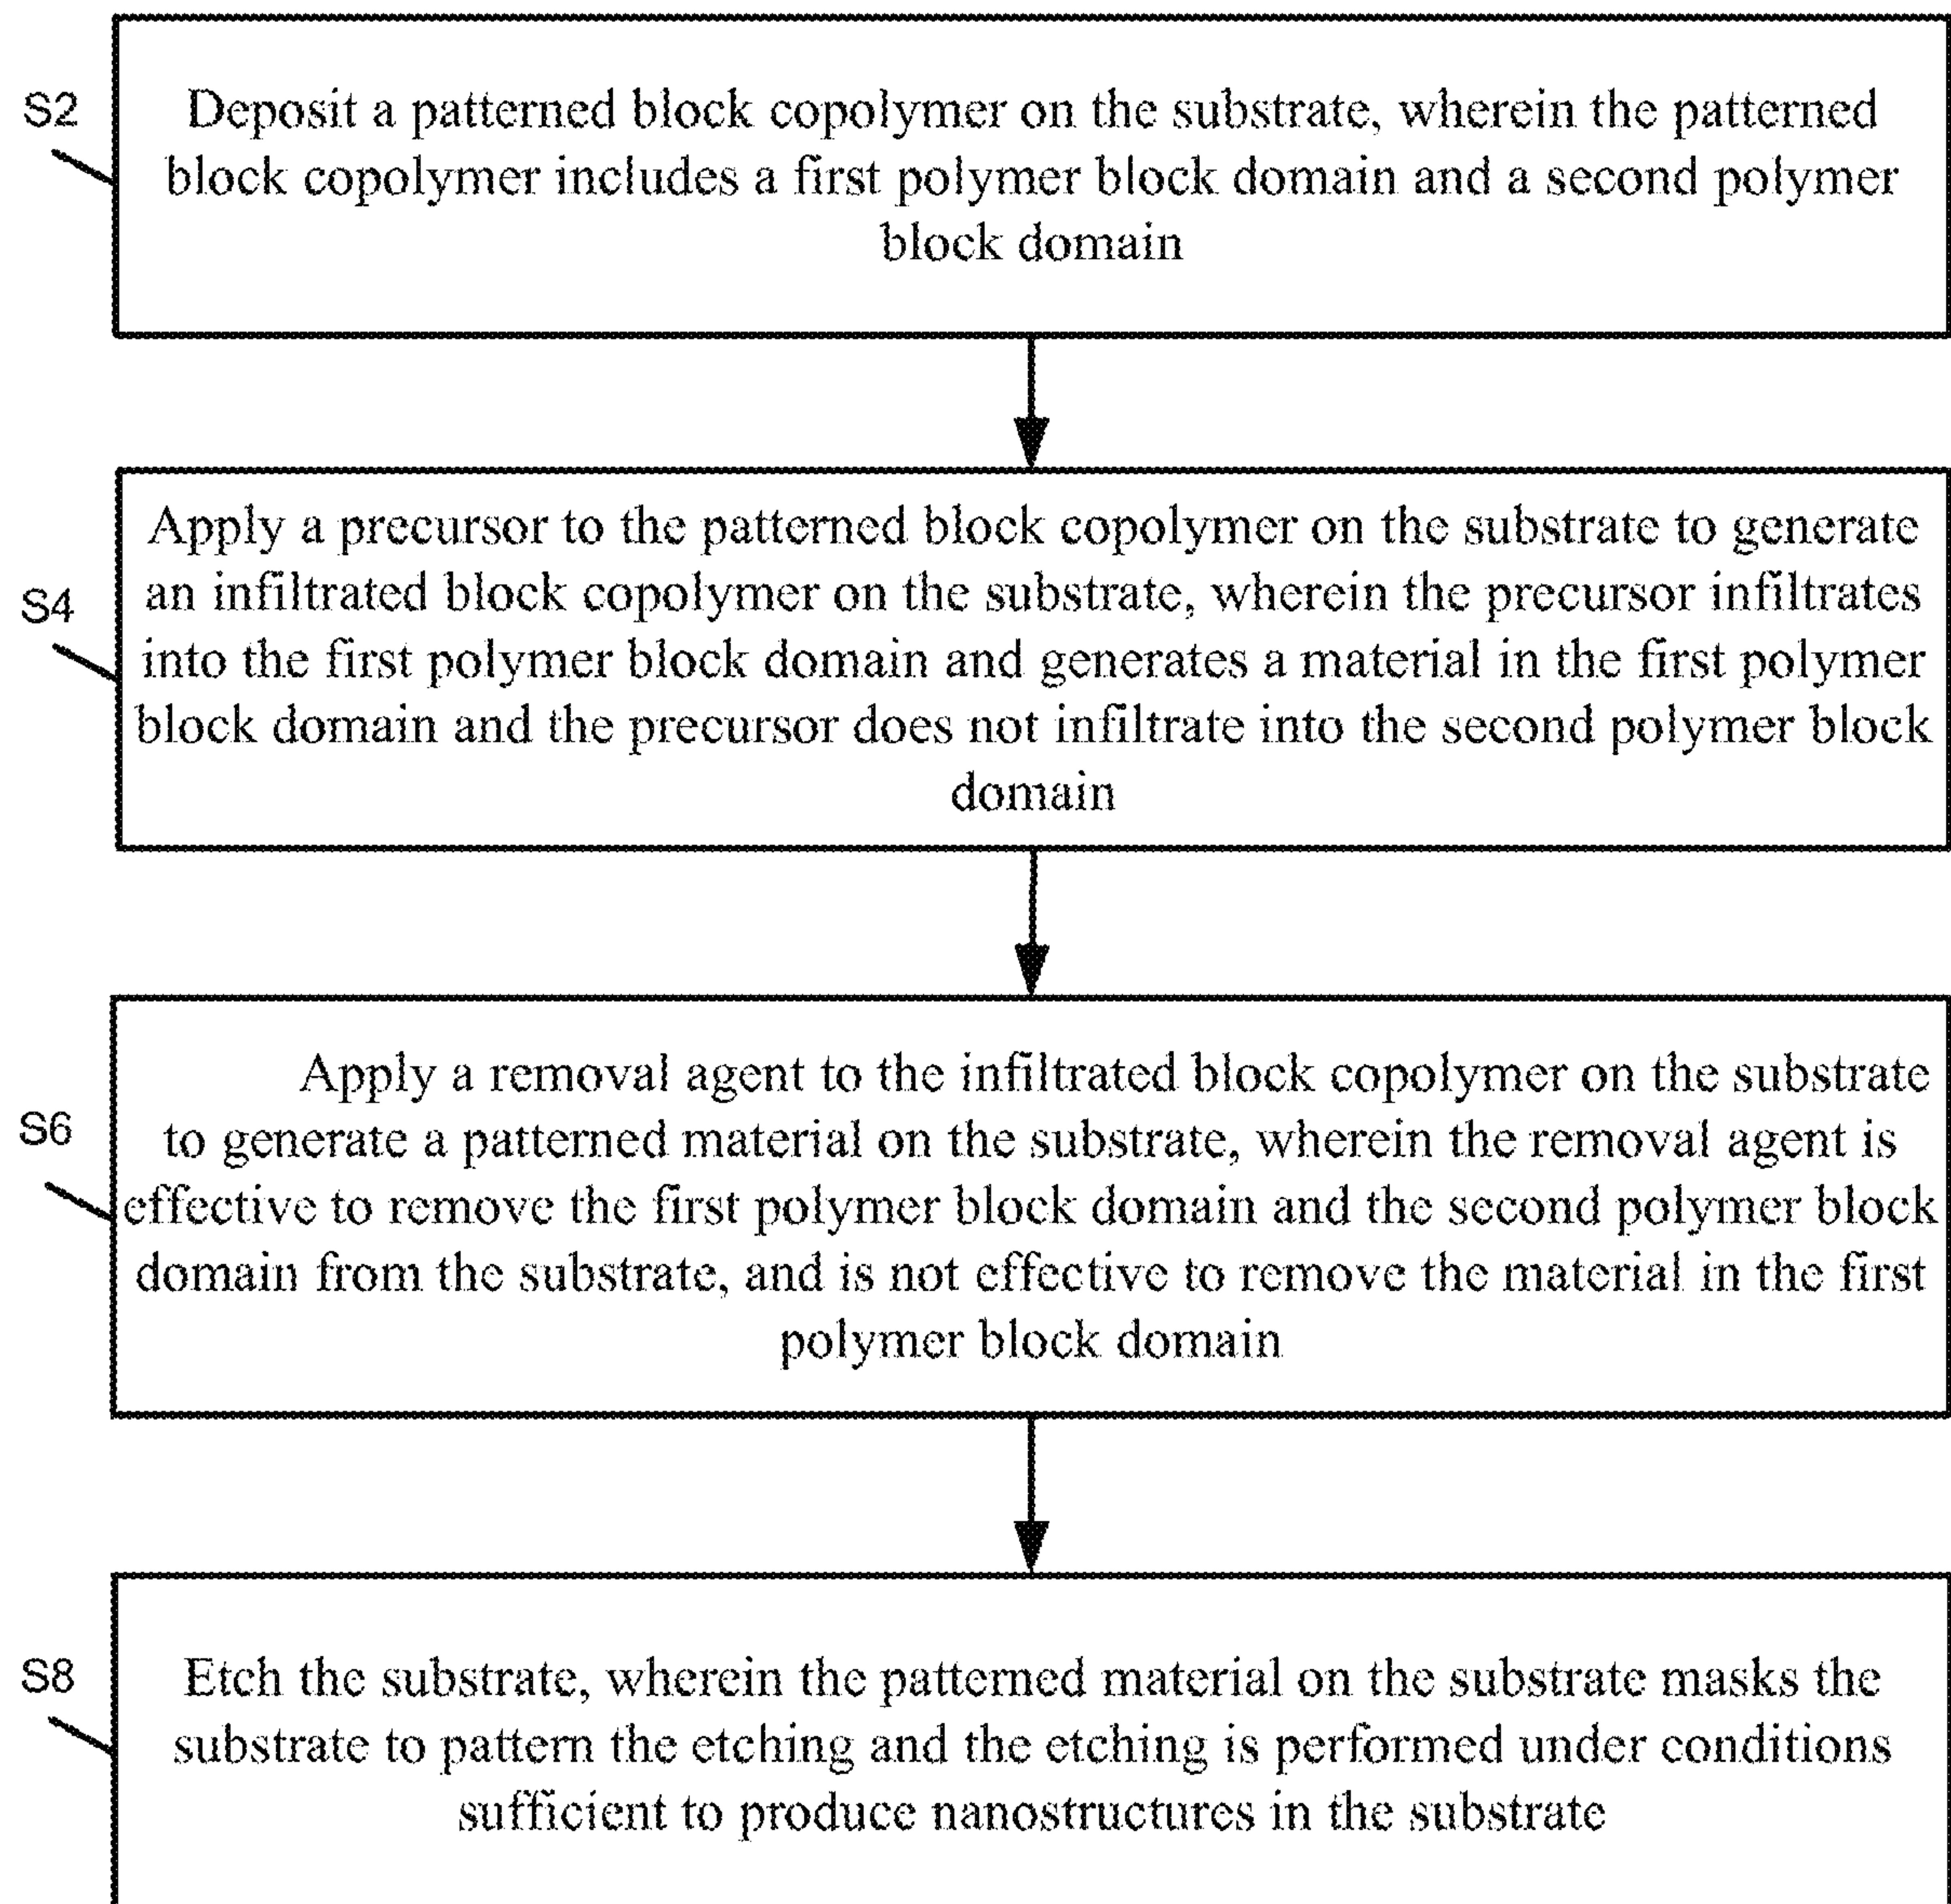 S2
Deposit a patterned block copolymer on the substrate, wherein the patterned
block copolymer includes a first polymer block domain and a second polymer
block domain
S4
Apply a precursor to the patterned block copolymer on the substrate to generate
an infiltrated block copolymer on the substrate, wherein the precursor infiltrates
into the first polymer block domain and generates a material in the first polymer
block domain and the precursor does not infiltrate into the second polymer block
domain
S6
Apply a removal agent to the infiltrated block copolymer on the substrate
to generate a patterned material on the substrate, wherein the removal agent is
effective to remove the first polymer block domain and the second polymer block
domain from the substrate, and is not effective to remove the material in the first
polymer block domain
S8
Etch the substrate, wherein the patterned material on the substrate masks the
substrate to pattern the etching and the etching is performed under conditions
sufficient to produce nanostructures in the substrate